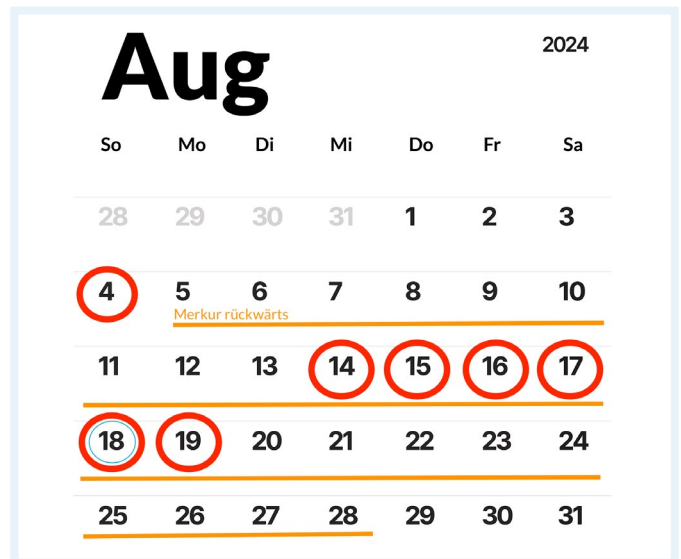 Aug
2024
So Mo Di Mi Do Fr Sa
28 29 30 31 1 2 3
4 5 6 7 8 9 10
Merkur rückwärts
11 12 13 14 15 16 17
18 19 20 21 22 23 24
25 26 27 28 29 30 31